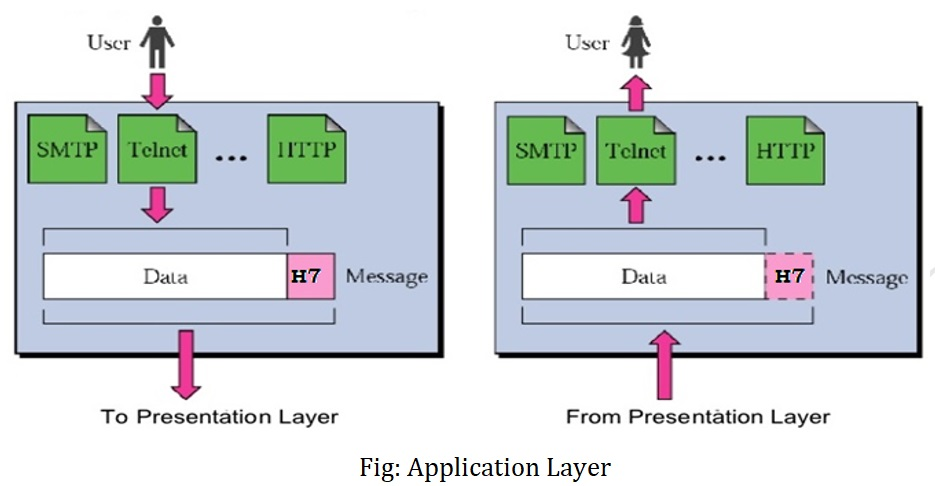 User
SMTP Telnet ... HTTP
Data H7 Message
To Presentation Layer
User
SMTP Telnet ... HTTP
Data H7 Message
From Presentation Layer
Fig: Application Layer